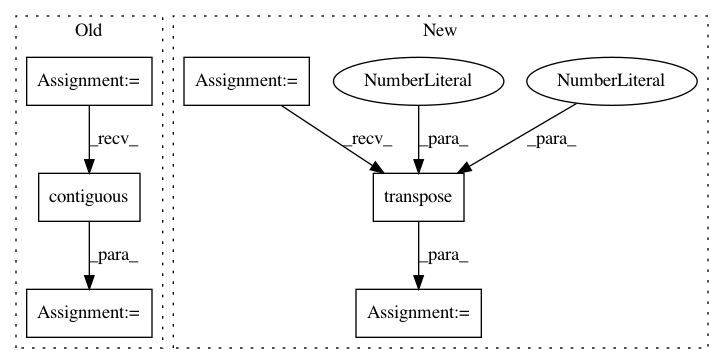 Old
New
Assignment:=
Assignment:=
NumberLiteral
NumberLiteral
_recv_
_recv_
_para_
_para_
contiguous
transpose
_para_
_para_
Assignment:=
Assignment:=